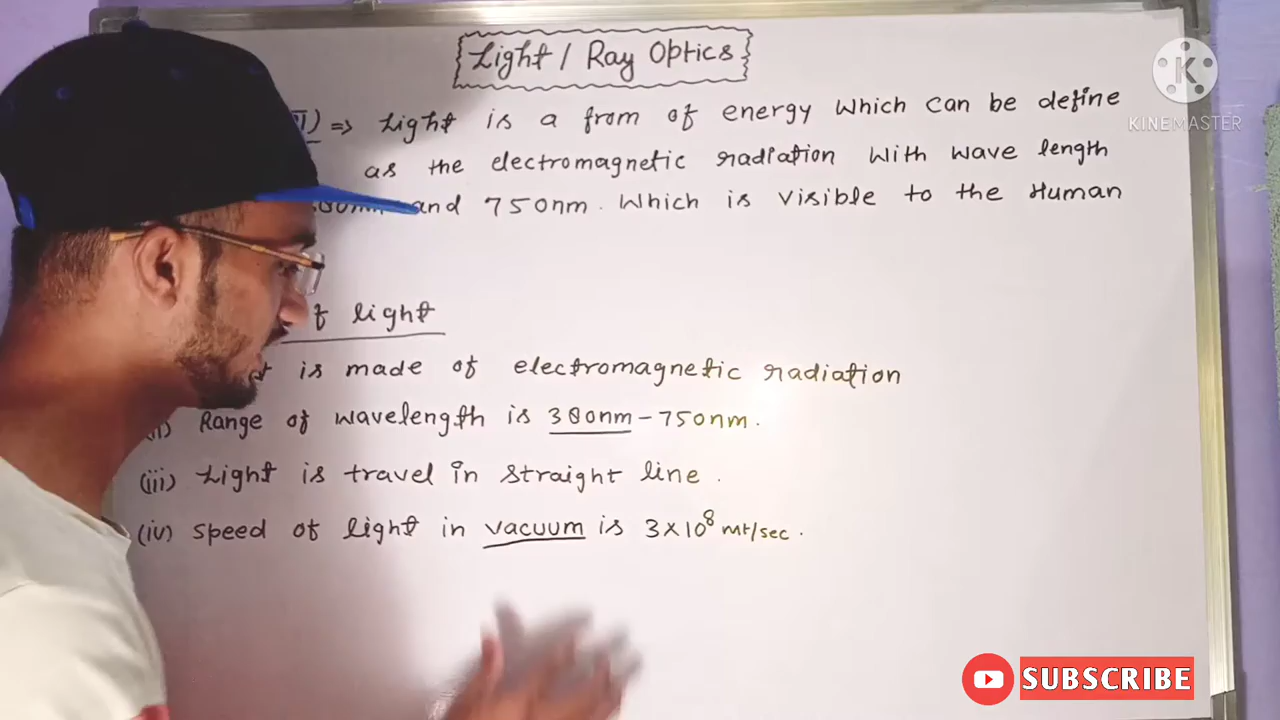 Light / Ray Optics
=> Light is a from of energy which can be define
as the electromagnetic radiation with wave length
and 750nm. Which is visible to the Human
of light
is made of electromagnetic radiation
(ii) Range of wavelength is 380nm - 750nm.
(iii) Light is travel in straight line.
(iv) Speed of light in vacuum is 3×10⁸ mt/sec.
K
KINEMASTER
SUBSCRIBE